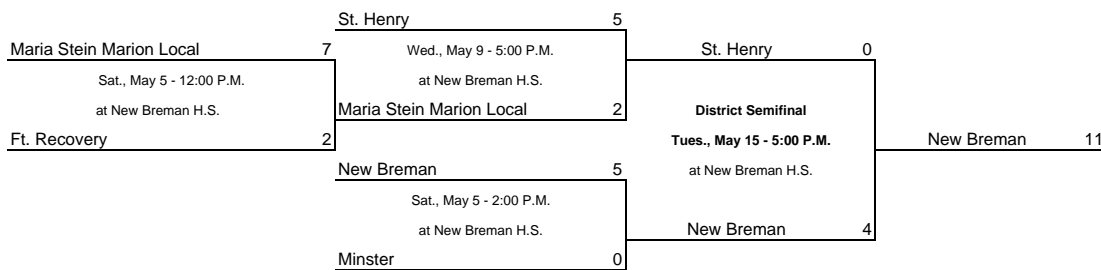 St. Henry 5
Maria Stein Marion Local 7
Wed., May 9 - 5:00 P.M.
St. Henry 0
Sat., May 5 - 12:00 P.M.
at New Breman H.S.
at New Breman H.S.
Maria Stein Marion Local 2
District Semifinal
Ft. Recovery 2
Tues., May 15 - 5:00 P.M.
New Breman 11
New Breman 5
at New Breman H.S.
Sat., May 5 - 2:00 P.M.
at New Breman H.S.
New Breman 4
Minster 0